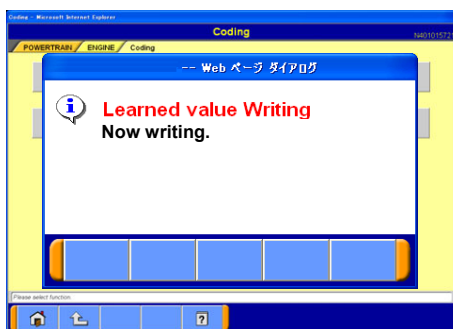 Coding - Microsoft Internet Explorer
Coding
N401015721
POWERTRAIN ENGINE Coding
-- Web ページ ダイアログ
Learned value Writing
Now writing.
Please select function
?